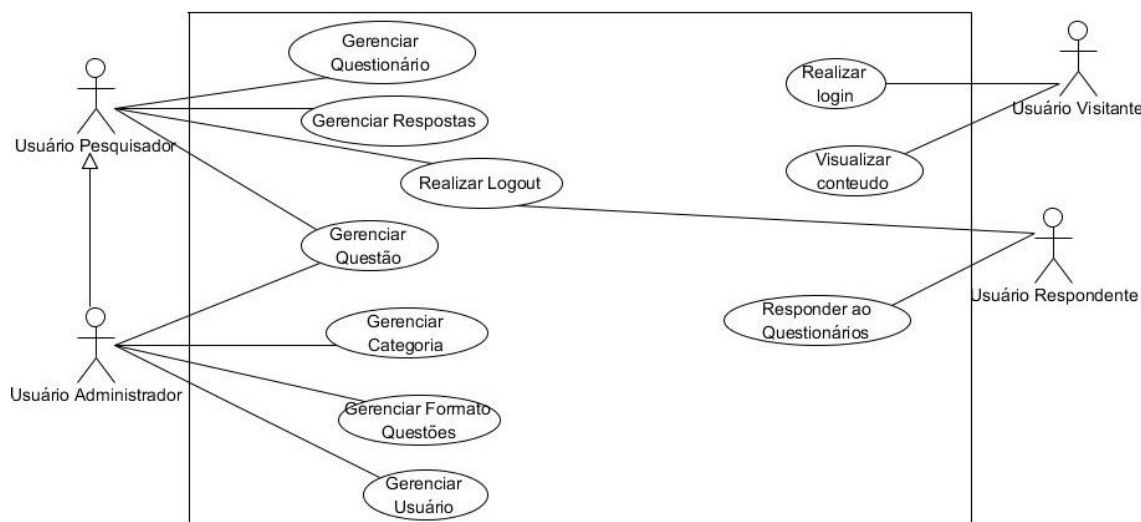 Gerenciar
Questionário
Realizar
login
Usuário Visitante
Gerenciar Respostas
Usuário Pesquisador
Visualizar
conteudo
Realizar Logout
Gerenciar
Questão
Usuário Respondente
Responder ao
Questionários
Gerenciar
Categoria
Usuário Administrador
Gerenciar Formato
Questões
Gerenciar
Usuário